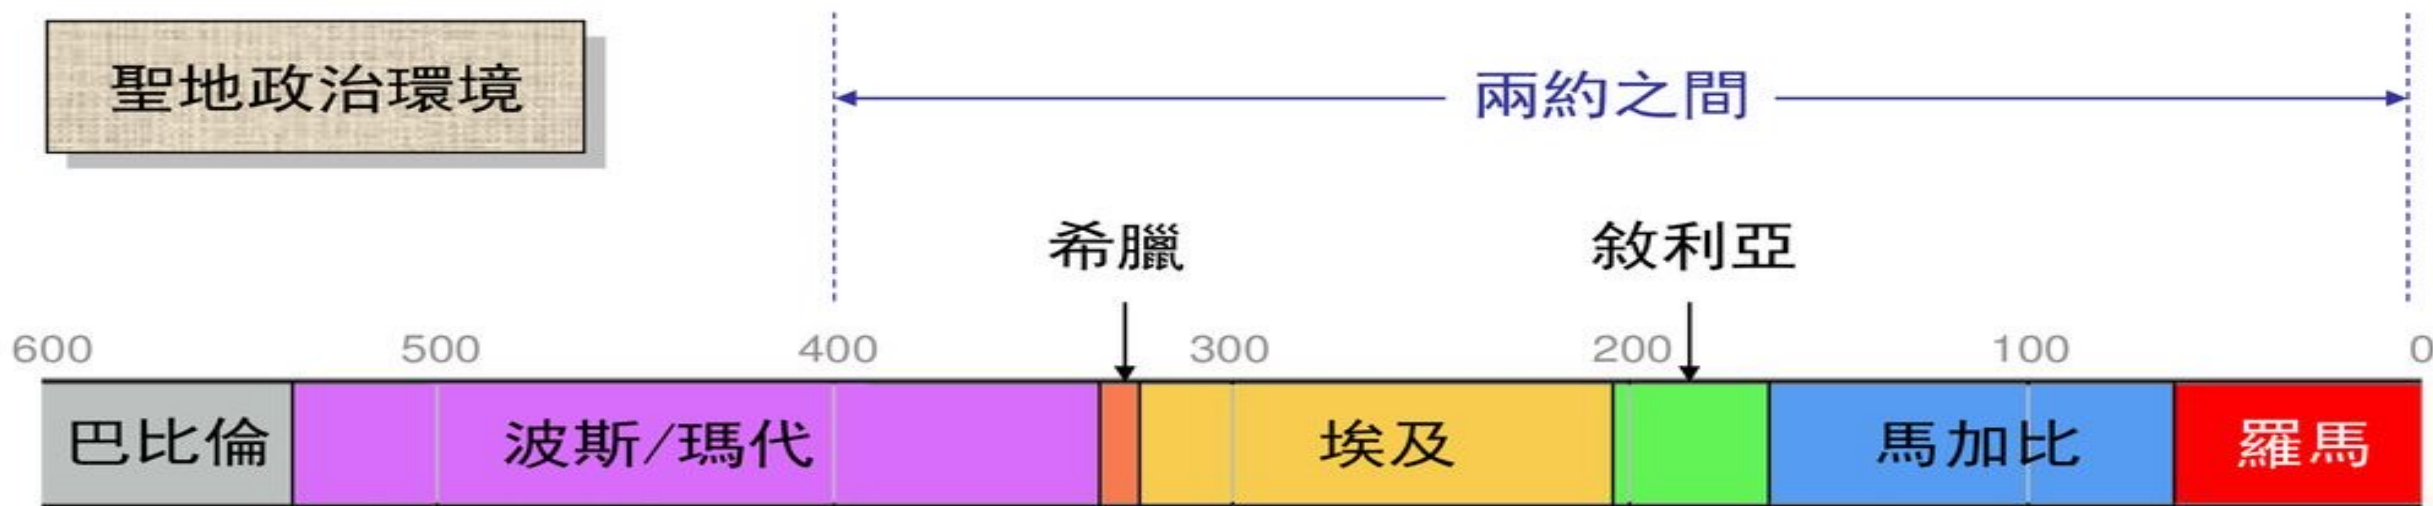 聖地政治環境
兩約之間
希臘
敘利亞
600 500 400 300 200 100 0
巴比倫 波斯/瑪代 埃及 馬加比 羅馬